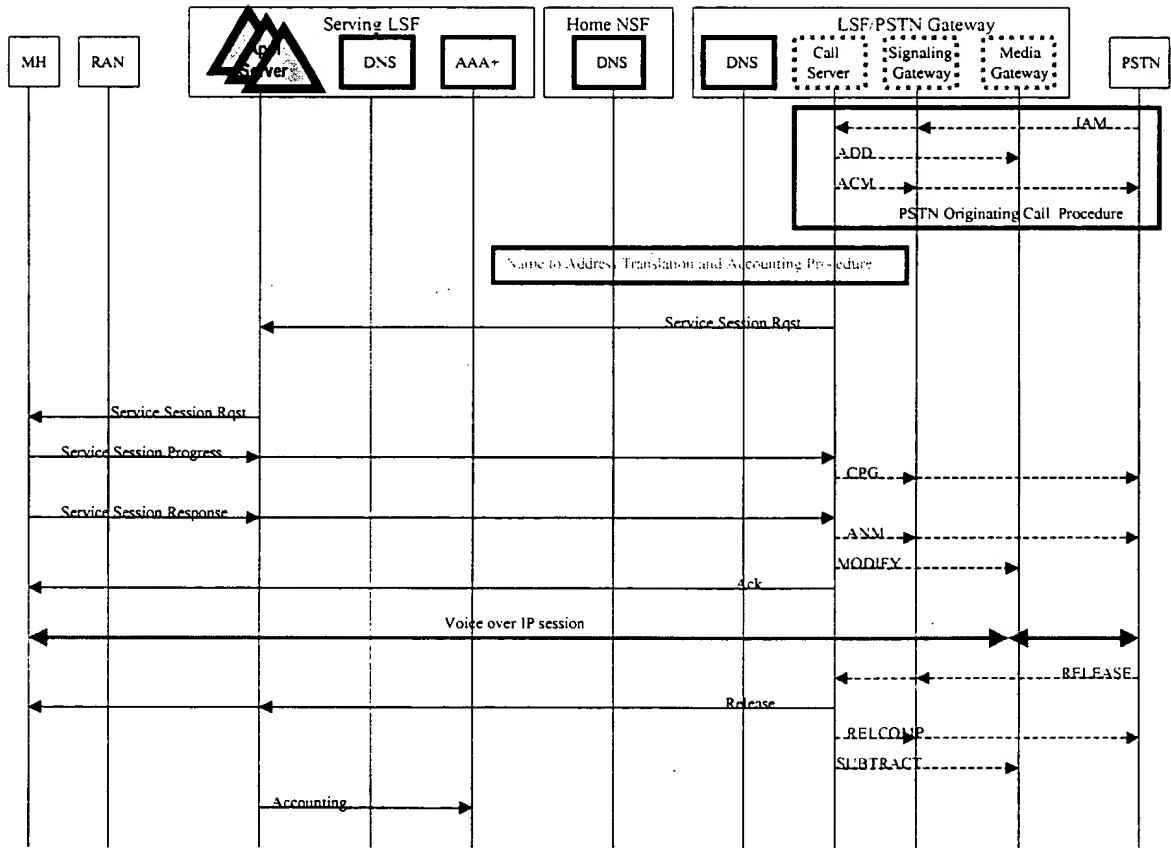 Serving LSF
Home NSF
LSF/PSTN Gateway
MH
RAN
Server
DNS
AAA+
DNS
DNS
Call
Server
Signaling
Gateway
Media
Gateway
PSTN
IAM
ADD
ACM
PSTN Originating Call Procedure
Name to Address Translation and Accounting Procedure
Service Session Rqst
Service Session Rqst
Service Session Progress
CPG
Service Session Response
ANM
MODIFY
Ack
Voice over IP session
RELEASE
Release
RELCOMP
SUBTRACT
Accounting